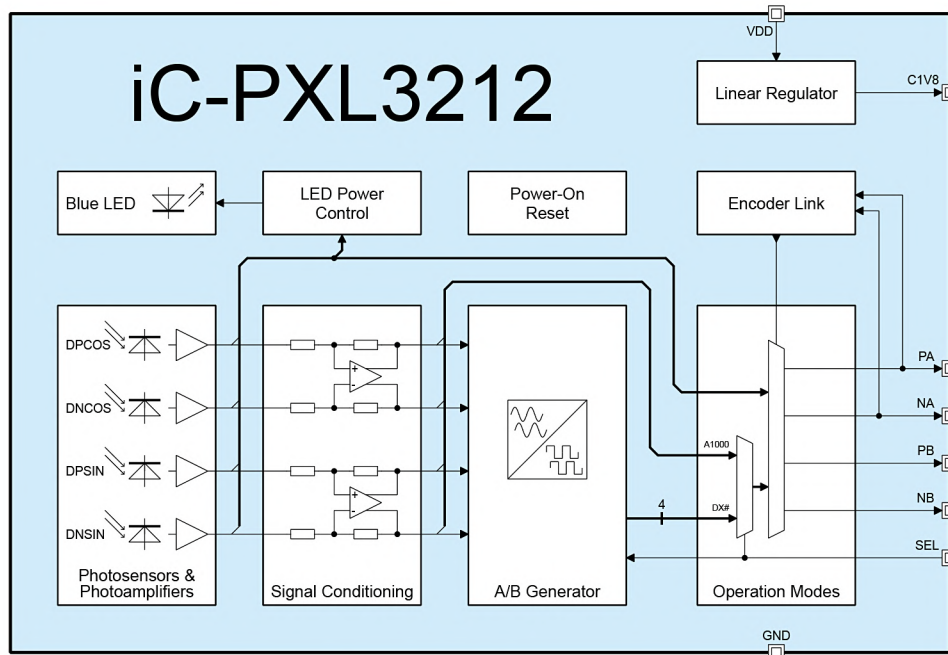 VDD
iC-PXL3212
Linear Regulator
C1V8
Blue LED
LED Power
Control
Power-On
Reset
Encoder Link
DPCOS
+
-
PA
DNCOS
NA
A1000
DPSIN
+
-
PB
4
DX#
NB
DNSIN
SEL
Photosensors &
Photoamplifiers
Signal Conditioning
A/B Generator
Operation Modes
GND